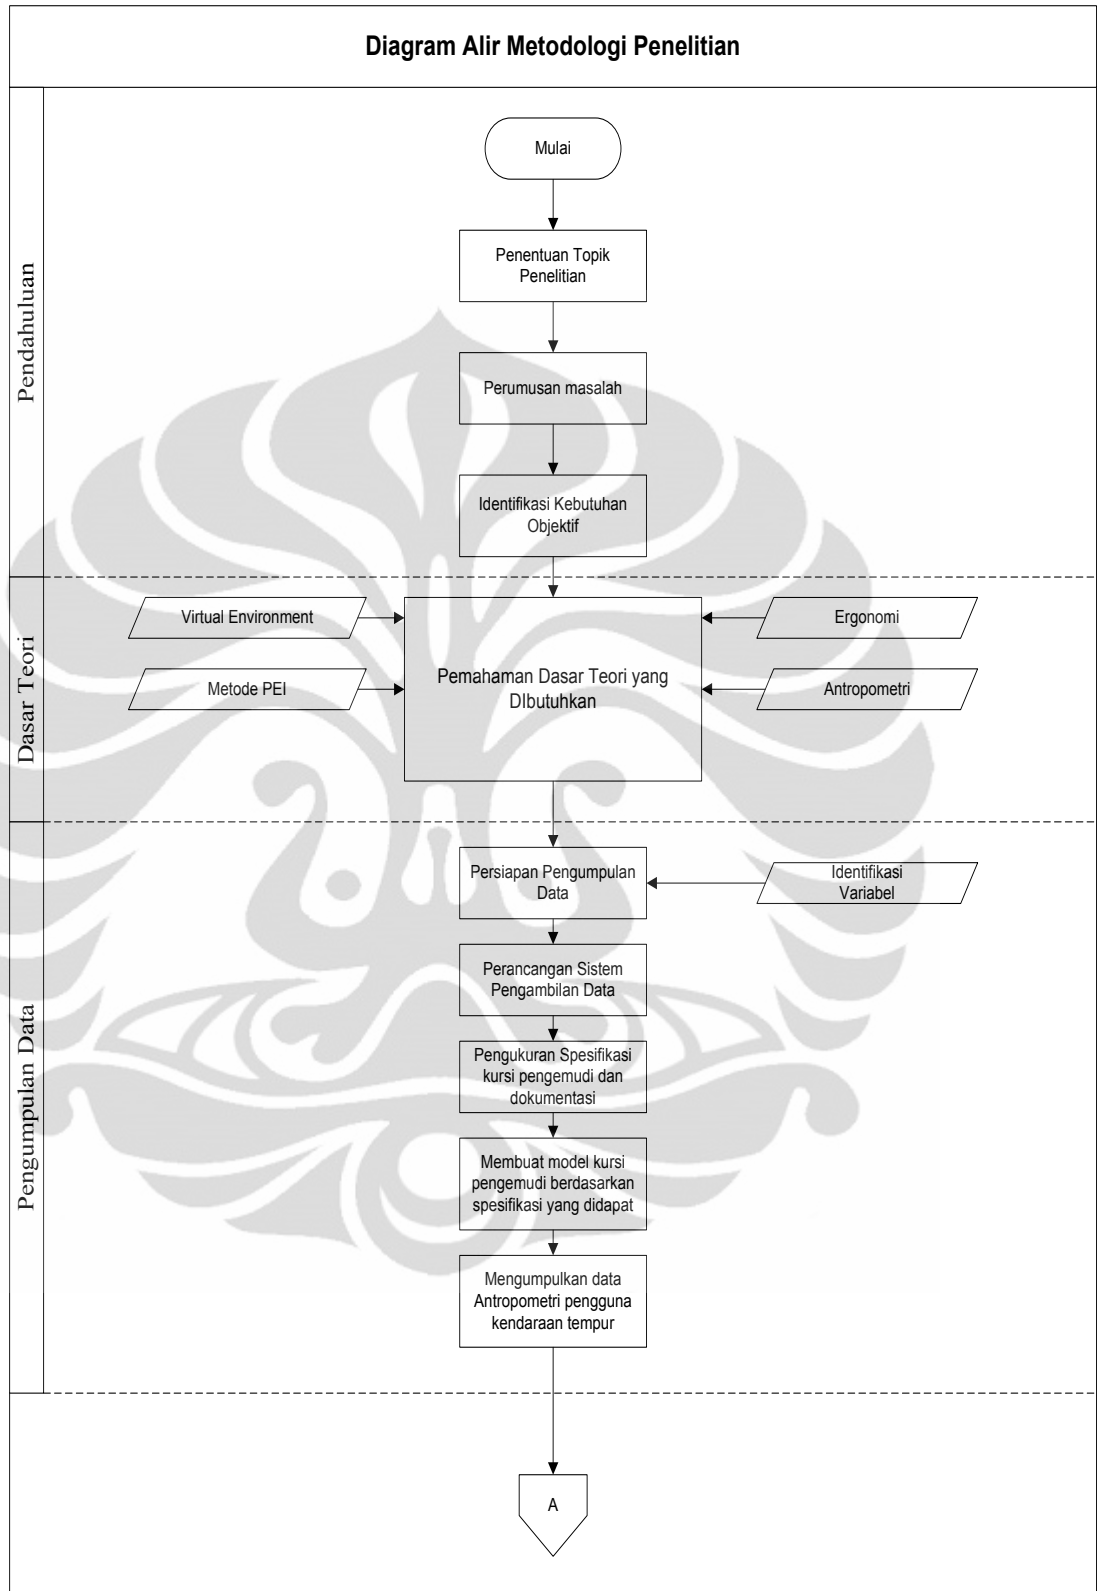 Diagram Alir Metodologi Penelitian
Pendahuluan
Mulai
Penentuan Topik
Penelitian
Perumusan masalah
Identifikasi Kebutuhan
Objektif
Dasar Teori
Virtual Environment
Metode PEI
Pemahaman Dasar Teori yang
DIbutuhkan
Ergonomi
Antropometri
Pengumpulan Data
Persiapan Pengumpulan
Data
Identifikasi
Variabel
Perancangan Sistem
Pengambilan Data
Pengukuran Spesifikasi
kursi pengemudi dan
dokumentasi
Membuat model kursi
pengemudi berdasarkan
spesifikasi yang didapat
Mengumpulkan data
Antropometri pengguna
kendaraan tempur
A